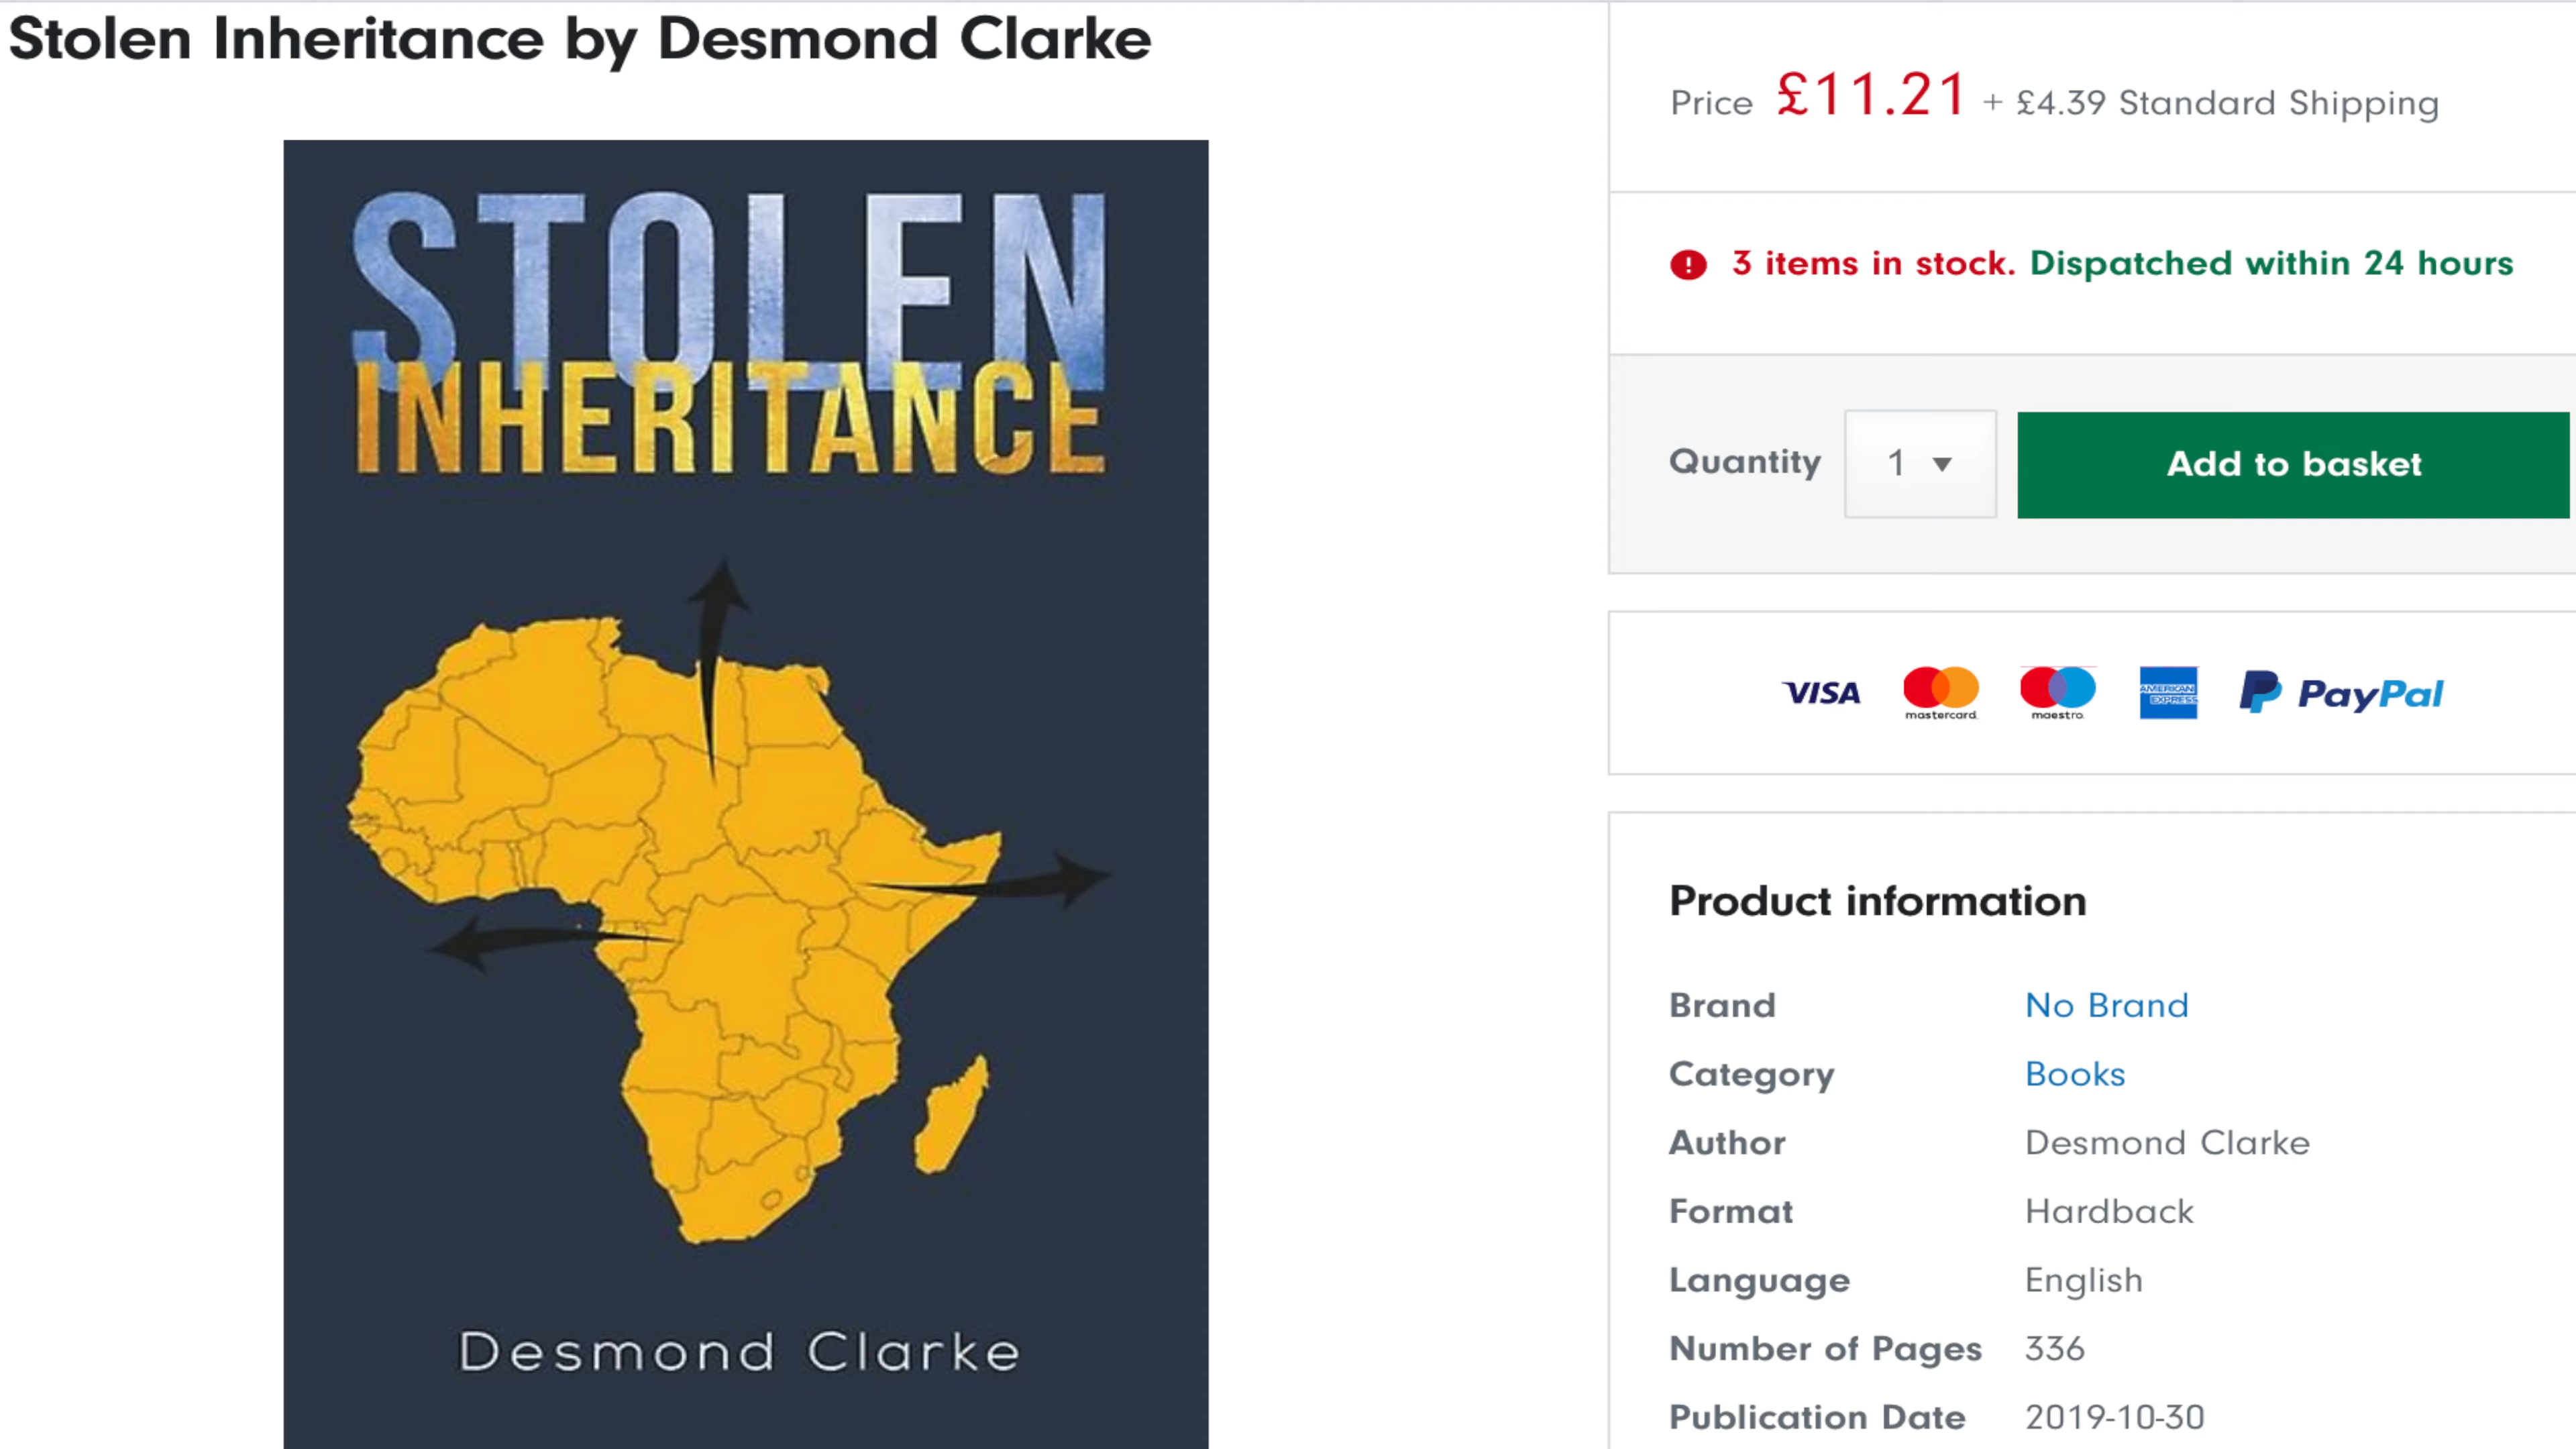 Stolen Inheritance by Desmond Clarke
STOLEN
INHERITANCE
Desmond Clarke
Price £11.21 + £4.39 Standard Shipping
3 items in stock. Dispatched within 24 hours
Quantity 1 Add to basket
VISA mastercard. maestro. AMERICAN EXPRESS PayPal
Product information
Brand No Brand
Category Books
Author Desmond Clarke
Format Hardback
Language English
Number of Pages 336
Publication Date 2019-10-30